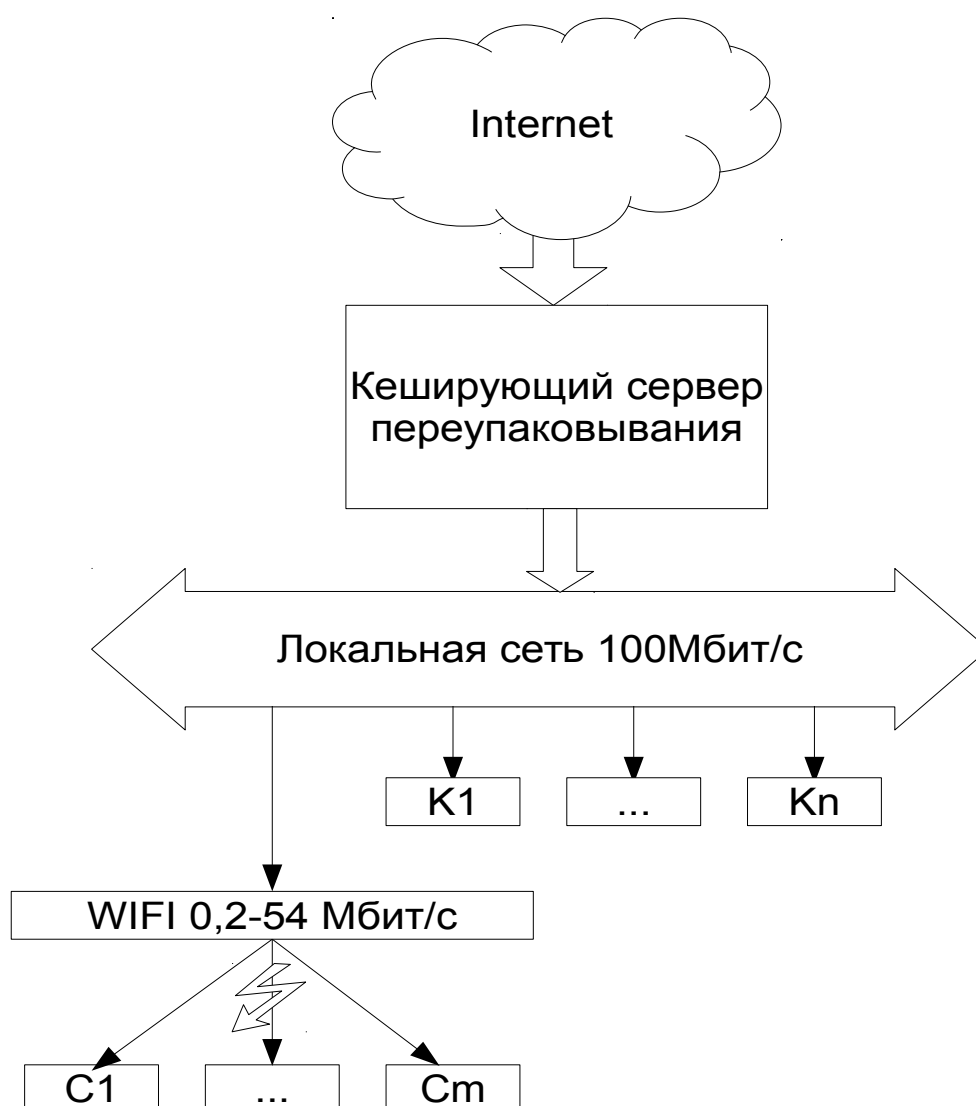 Internet
Кеширующий сервер
переупаковывания
Локальная сеть 100Мбит/с
K1
...
Kn
WIFI 0,2-54 Мбит/с
C1
...
Cm